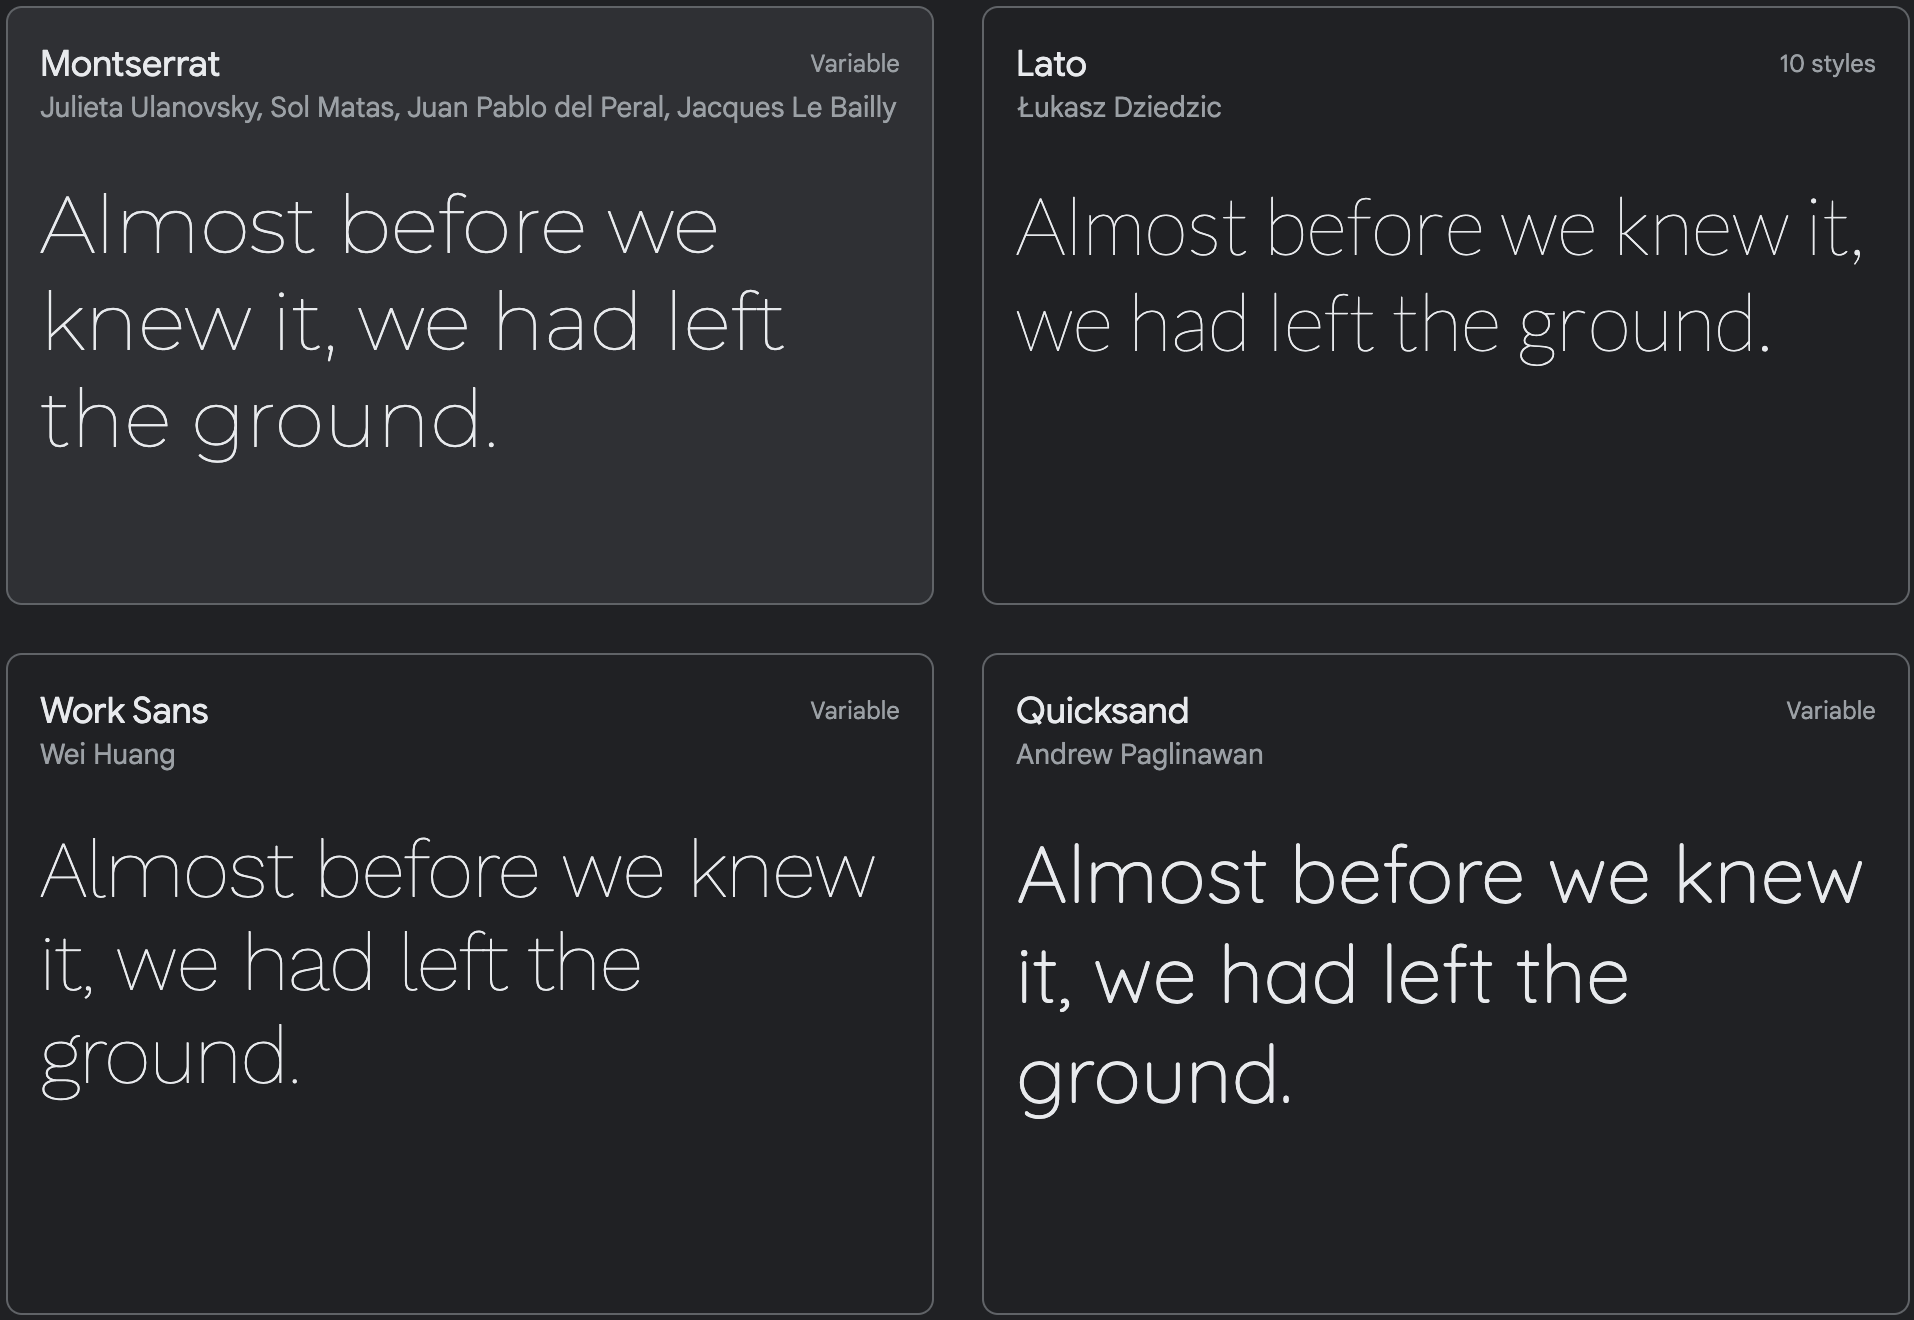 Montserrat
Variable
Julieta Ulanovsky, Sol Matas, Juan Pablo del Peral, Jacques Le Bailly
Almost before we
knew it, we had left
the ground.
Lato
10 styles
Łukasz Dziedzic
Almost before we knew it,
we had left the ground.
Work Sans
Variable
Wei Huang
Almost before we knew
it, we had left the
ground.
Quicksand
Variable
Andrew Paglinawan
Almost before we knew
it, we had left the
ground.